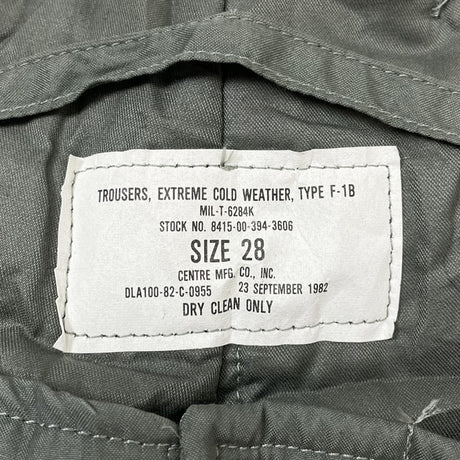 TROUSERS, EXTREME COLD WEATHER, TYPE F-1B
MIL-T-6284K
STOCK NO. 8415-00-394-3606
SIZE 28
CENTRE MFG. CO., INC.
DLA100-82-C-0955 23 SEPTEMBER 1982
DRY CLEAN ONLY